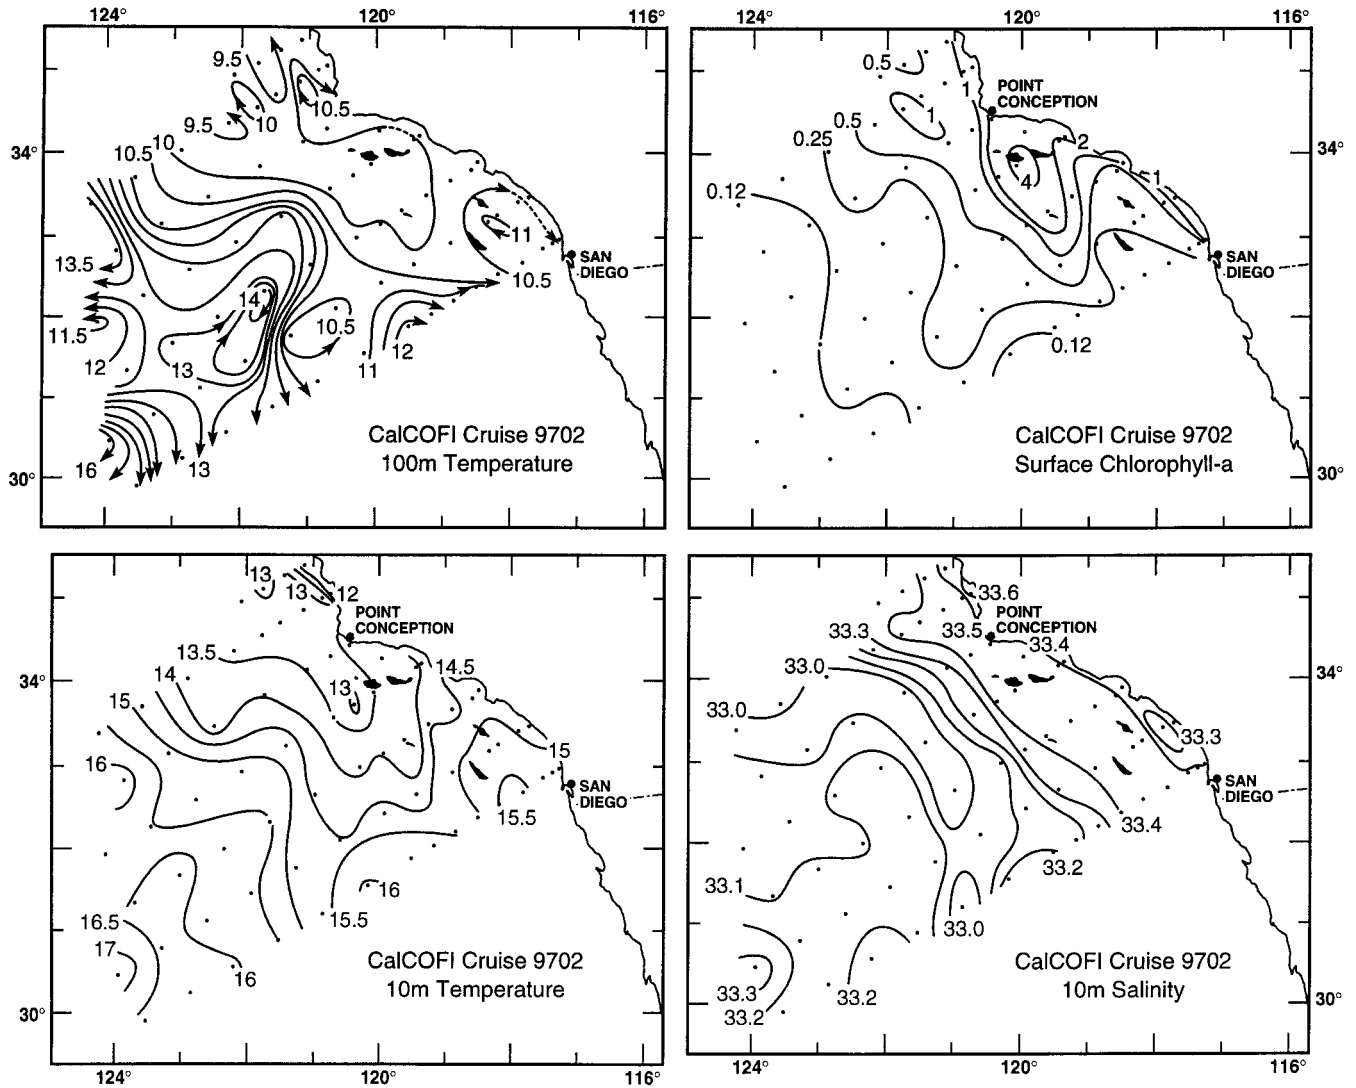 124° 120° 116°
9.5
10.5
9.5 10
10.5 10
34°
11
10.5
SAN
DIEGO
13.5
14
10.5
11.5
12
13
12
11
CalCOFI Cruise 9702
100m Temperature
16
13
30°
124° 120° 116°
0.5
1
POINT
CONCEPTION
1
0.5
0.25
2
34°
4
1
0.12
SAN
DIEGO
0.12
CalCOFI Cruise 9702
Surface Chlorophyll-a
30°
13
13 12
POINT
CONCEPTION
13.5
14.5
14
34°
13
15
15
16
SAN
DIEGO
15.5
16
15.5
16.5
17
16
CalCOFI Cruise 9702
10m Temperature
30°
124° 120° 116°
33.6
POINT
CONCEPTION
33.3 33.5 33.4
33.0
34°
33.0
33.3
SAN
DIEGO
33.4
33.2
33.1
33.0
CalCOFI Cruise 9702
10m Salinity
33.3
33.2
33.2
30°
124° 120° 116°